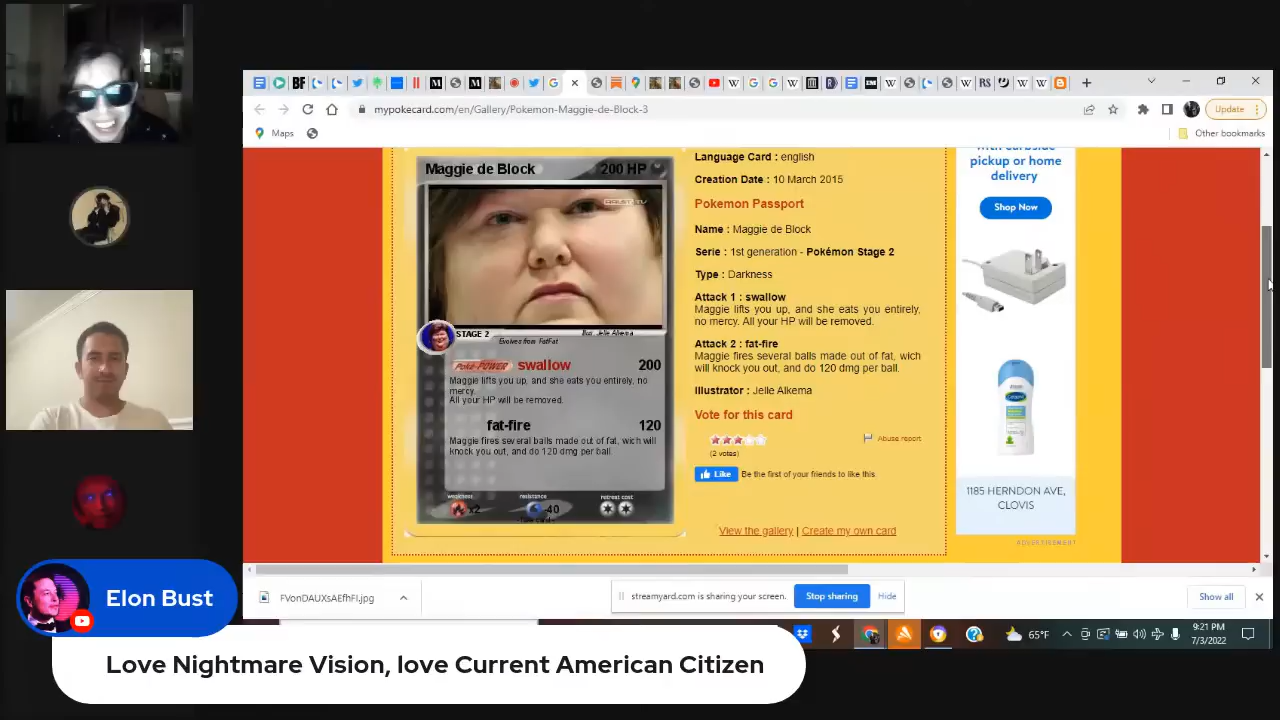 mypokecard.com/en/Gallery/Pokemon-Maggie-de-Block-3
Update
Maps
Other bookmarks
Maggie de Block 200 HP
STAGE 2
Evolves from FatFat
Illus. Jelle Alkema
POKé-POWER swallow 200
Maggie lifts you up, and she eats you entirely, no
mercy.
All your HP will be removed.
fat-fire 120
Maggie fires several balls made out of fat, wich will
knock you out, and do 120 dmg per ball.
weakness resistance retreat cost
x2 -40
Language Card : english
Creation Date : 10 March 2015
Pokemon Passport
Name : Maggie de Block
Serie : 1st generation - Pokémon Stage 2
Type : Darkness
Attack 1 : swallow
Maggie lifts you up, and she eats you entirely,
no mercy. All your HP will be removed.
Attack 2 : fat-fire
Maggie fires several balls made out of fat, wich
will knock you out, and do 120 dmg per ball.
Illustrator : Jelle Alkema
Vote for this card
(2 votes)
Abuse report
Like Be the first of your friends to like this
View the gallery | Create my own card
pickup or home
delivery
Shop Now
Cetaphil
1185 HERNDON AVE,
CLOVIS
ADVERTISEMENT
FVonDAUXsAEfhFI.jpg
streamyard.com is sharing your screen.
Stop sharing
Hide
Show all
65°F
9:21 PM
7/3/2022
Elon Bust
Love Nightmare Vision, love Current American Citizen